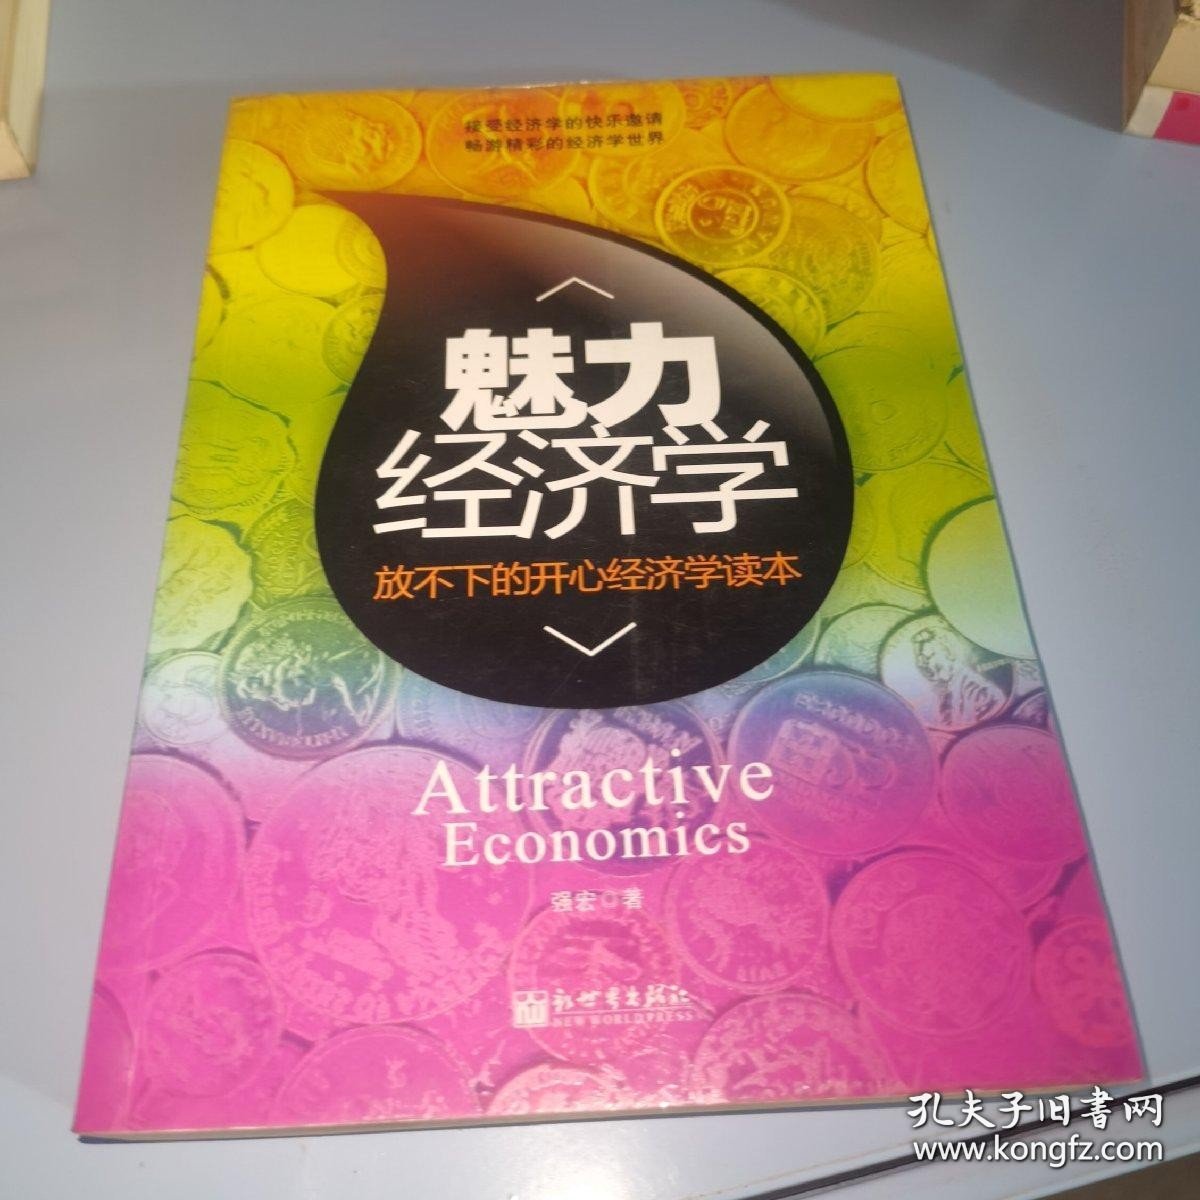 接受经济学的快乐邀请
畅游精彩的经济学世界
魅力
经济学
放不下的开心经济学读本
Attractive
Economics
强宏◎著
新世界出版社
NEW WORLD PRESS
孔夫子旧书网
www.kongfz.com